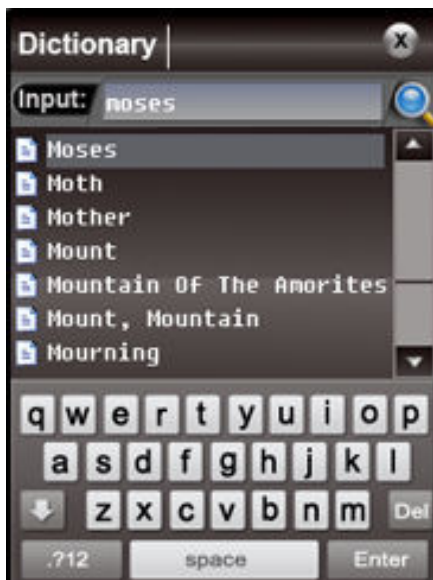 Dictionary
x
Input: moses
Moses
Moth
Mother
Mount
Mountain Of The Amorites
Mount, Mountain
Mourning
q w e r t y u i o p
a s d f g h j k l
z x c v b n m Del
.?12 space Enter